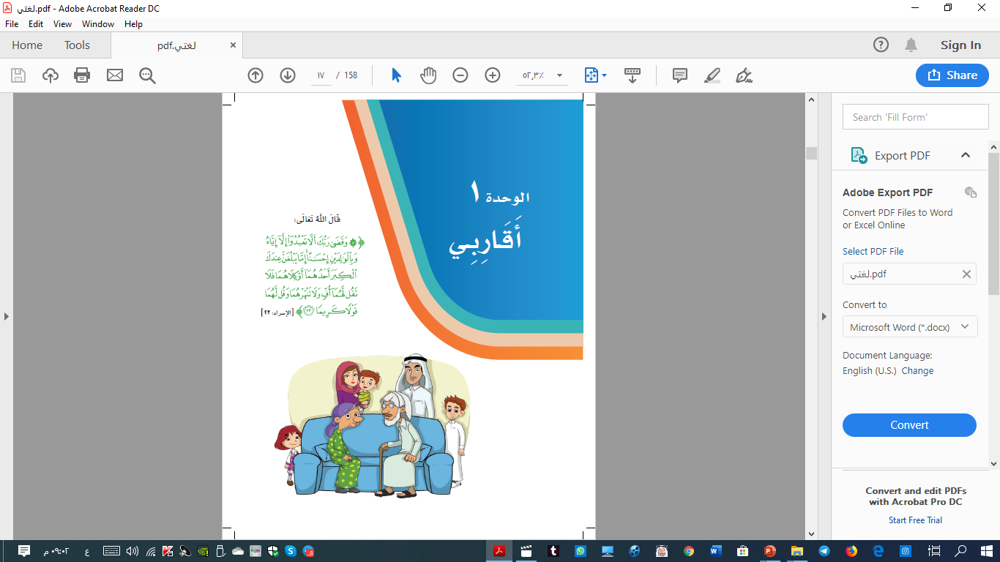 لغتي.pdf - Adobe Acrobat Reader DC
File Edit View Window Help
Home Tools لغتي.pdf × Sign In
١٧ / 158 ٥٢,٣٪ Share
Search 'Fill Form'
Export PDF
Adobe Export PDF
Convert PDF Files to Word
or Excel Online
Select PDF File
لغتي.pdf
Convert to
Microsoft Word (*.docx)
Document Language:
English (U.S.) Change
Convert
Convert and edit PDFs
with Acrobat Pro DC
Start Free Trial
الوحدة ١
أَقَارِبِي
قَالَ اللهُ تَعَالَى:
﴿۞ وَقَضَىٰ رَبُّكَ أَلَّا تَعْبُدُوٓا۟ إِلَّآ إِيَّاهُ
وَبِٱلْوَٰلِدَيْنِ إِحْسَٰنًا ۚ إِمَّا يَبْلُغَنَّ عِندَكَ
ٱلْكِبَرَ أَحَدُهُمَآ أَوْ كِلَاهُمَا فَلَا
تَقُل لَّهُمَآ أُفٍّ وَلَا تَنْهَرْهُمَا وَقُل لَّهُمَا
قَوْلًا كَرِيمًا ٢٣﴾ [الإسراء: ٢٣]
٠٩:٠٢ م
ع